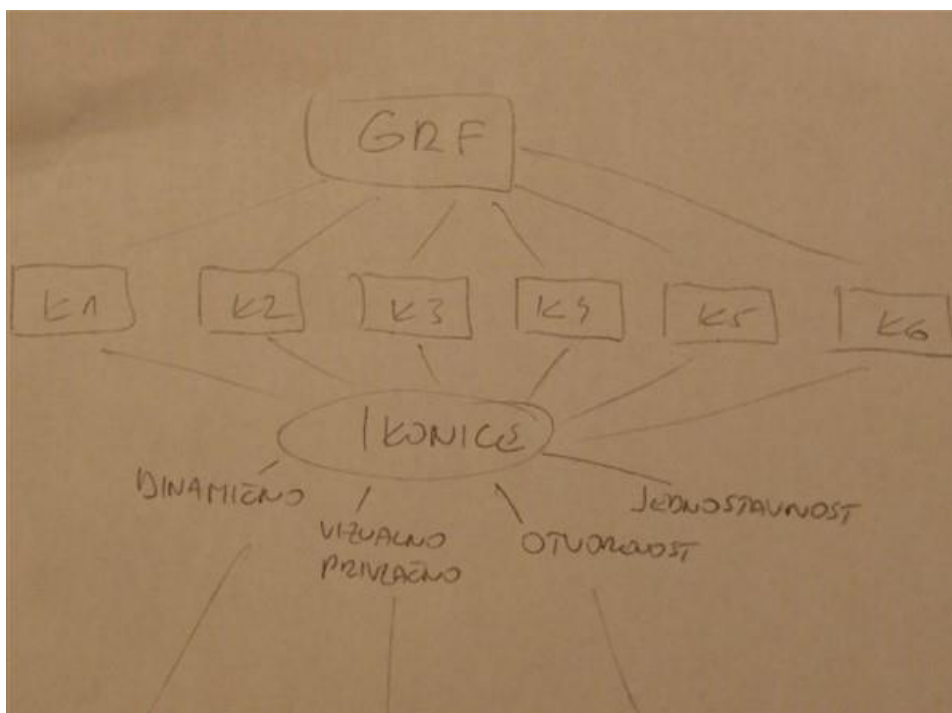 GRF
K1
K2
K3
K4
K5
K6
IKONICE
DINAMIČNO
JEDNOSTAVNOST
VIZUALNO
PRIVLAČNO
OTVORENOST